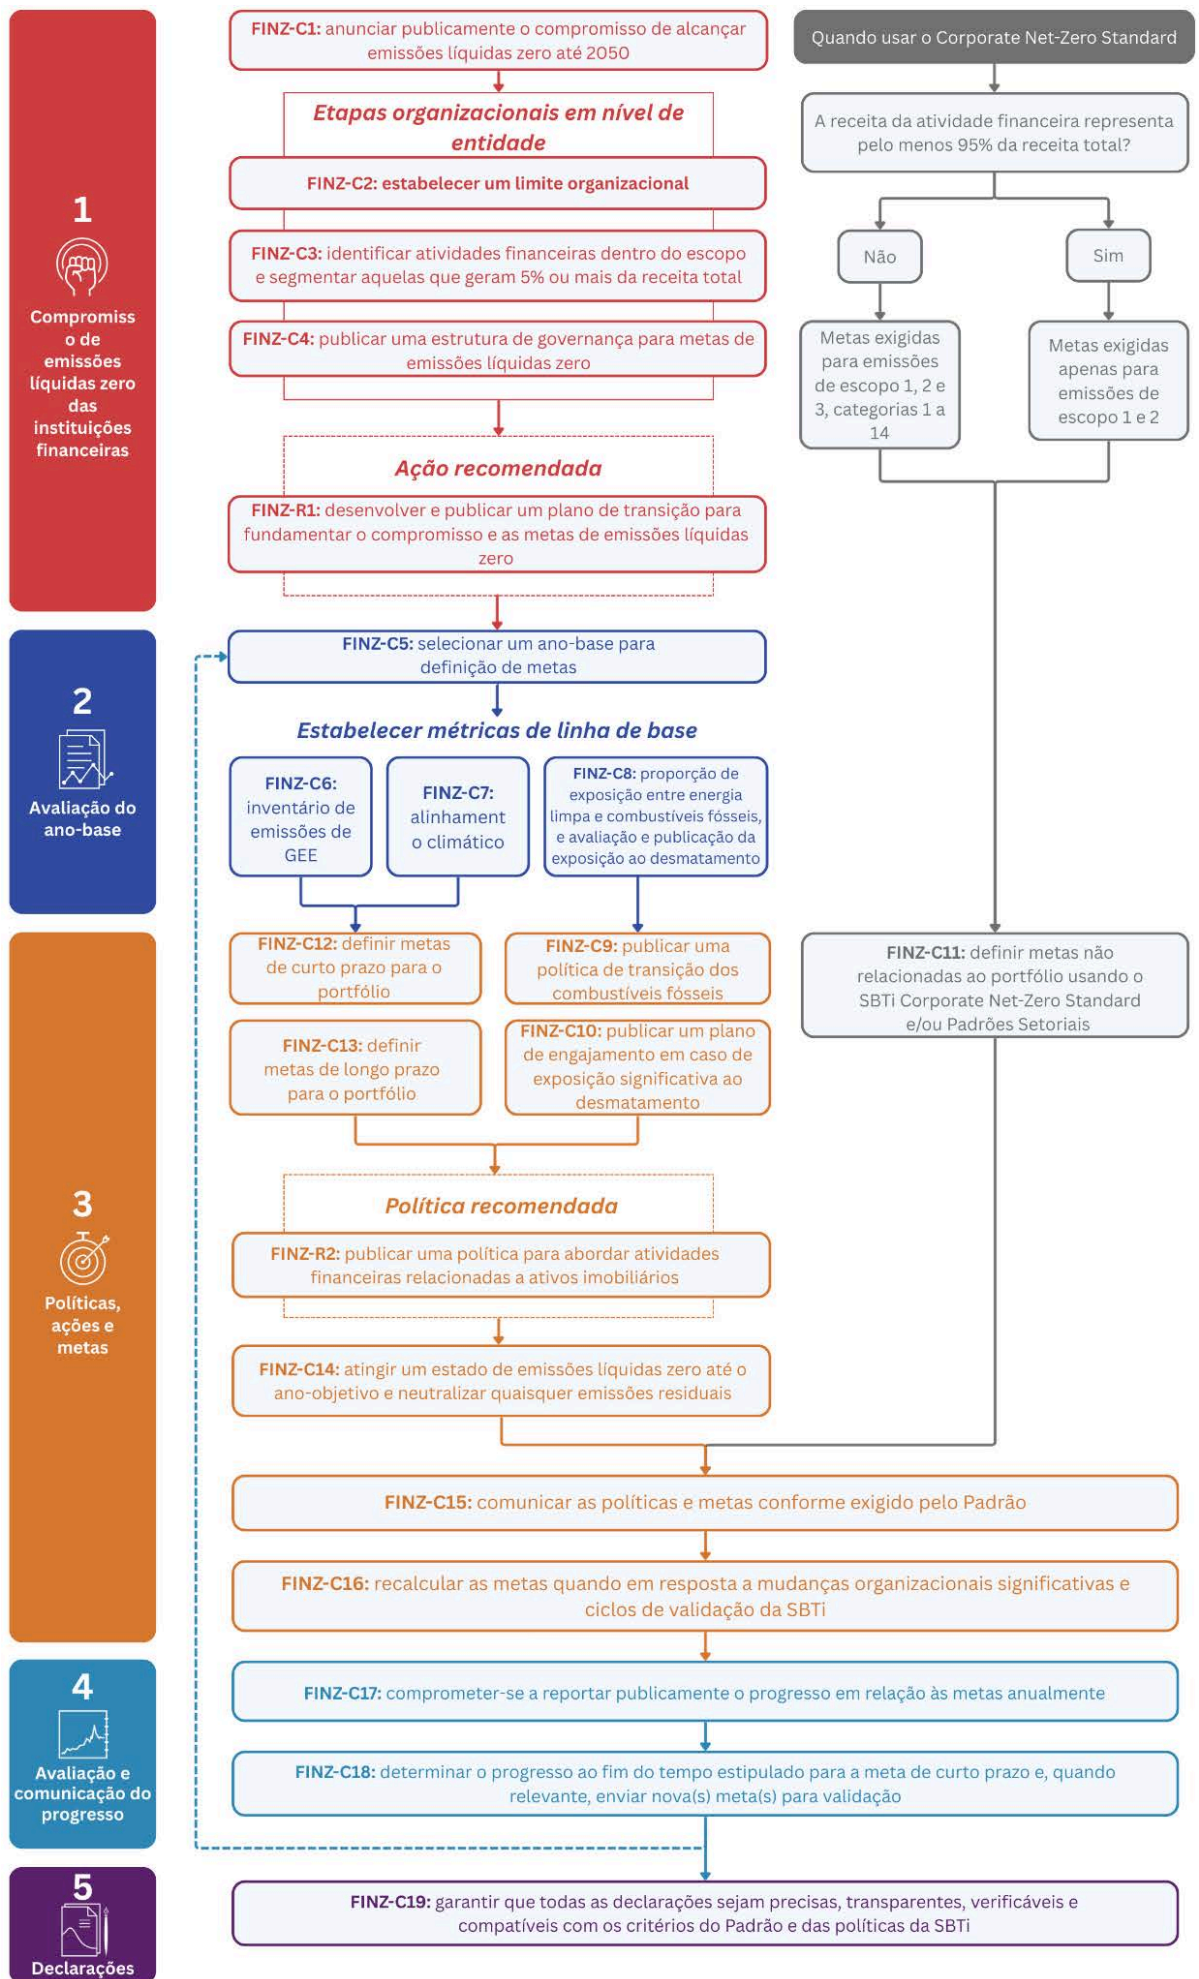 1
Compromiss
o de
emissões
líquidas zero
das
instituições
financeiras
FINZ-C1: anunciar publicamente o compromisso de alcançar
emissões líquidas zero até 2050
Etapas organizacionais em nível de
entidade
FINZ-C2: estabelecer um limite organizacional
FINZ-C3: identificar atividades financeiras dentro do escopo
e segmentar aquelas que geram 5% ou mais da receita total
FINZ-C4: publicar uma estrutura de governança para metas de
emissões líquidas zero
Ação recomendada
FINZ-R1: desenvolver e publicar um plano de transição para
fundamentar o compromisso e as metas de emissões líquidas
zero
Quando usar o Corporate Net-Zero Standard
A receita da atividade financeira representa
pelo menos 95% da receita total?
Não
Sim
Metas exigidas
para emissões
de escopo 1, 2 e
3, categorias 1 a
14
Metas exigidas
apenas para
emissões de
escopo 1 e 2
2
Avaliação do
ano-base
FINZ-C5: selecionar um ano-base para
definição de metas
Estabelecer métricas de linha de base
FINZ-C6:
inventário de
emissões de
GEE
FINZ-C7:
alinhament
o climático
FINZ-C8: proporção de
exposição entre energia
limpa e combustíveis fósseis,
e avaliação e publicação da
exposição ao desmatamento
3
Políticas,
ações e
metas
FINZ-C12: definir metas
de curto prazo para o
portfólio
FINZ-C9: publicar uma
política de transição dos
combustíveis fósseis
FINZ-C11: definir metas não
relacionadas ao portfólio usando o
SBTi Corporate Net-Zero Standard
e/ou Padrões Setoriais
FINZ-C13: definir
metas de longo prazo
para o portfólio
FINZ-C10: publicar um plano
de engajamento em caso de
exposição significativa ao
desmatamento
Política recomendada
FINZ-R2: publicar uma política para abordar atividades
financeiras relacionadas a ativos imobiliários
FINZ-C14: atingir um estado de emissões líquidas zero até o
ano-objetivo e neutralizar quaisquer emissões residuais
FINZ-C15: comunicar as políticas e metas conforme exigido pelo Padrão
FINZ-C16: recalcular as metas quando em resposta a mudanças organizacionais significativas e
ciclos de validação da SBTi
4
Avaliação e
comunicação do
progresso
FINZ-C17: comprometer-se a reportar publicamente o progresso em relação às metas anualmente
FINZ-C18: determinar o progresso ao fim do tempo estipulado para a meta de curto prazo e, quando
relevante, enviar nova(s) meta(s) para validação
5
Declarações
FINZ-C19: garantir que todas as declarações sejam precisas, transparentes, verificáveis e
compatíveis com os critérios do Padrão e das políticas da SBTi